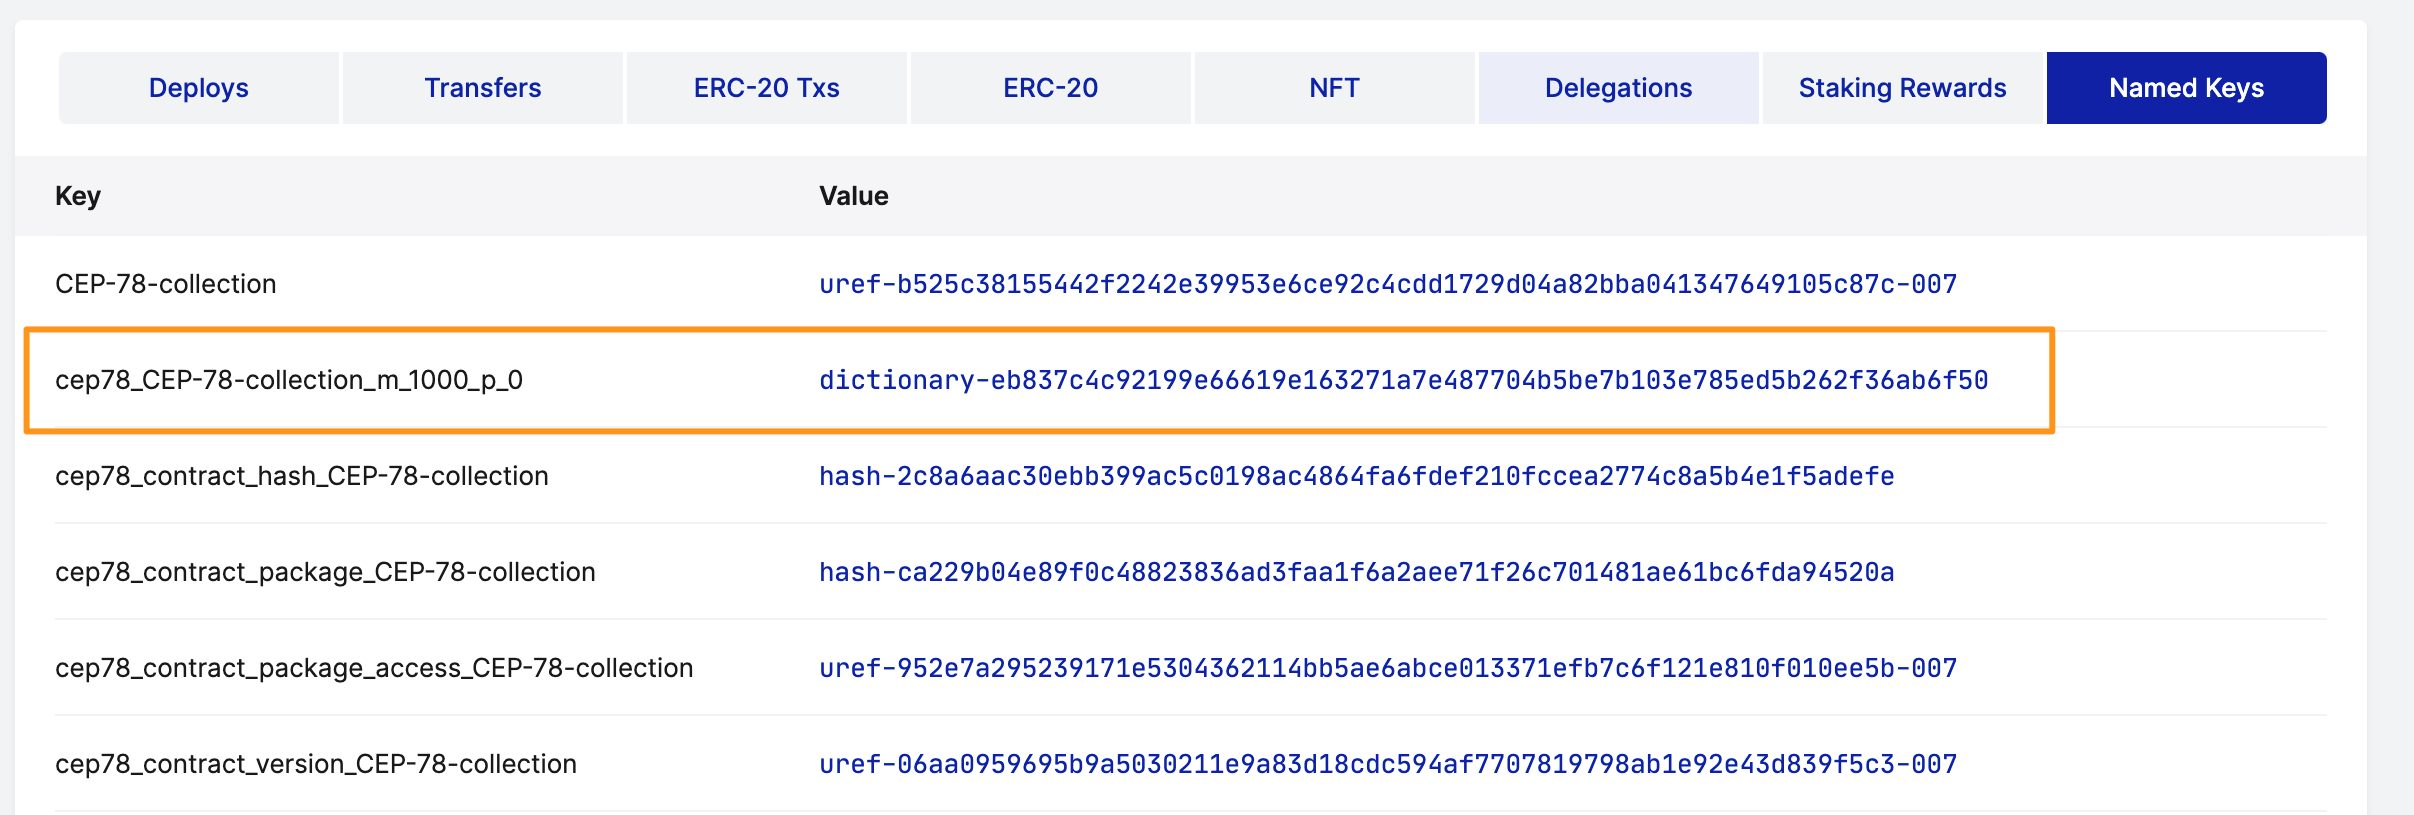 Deploys Transfers ERC-20 Txs ERC-20 NFT Delegations Staking Rewards Named Keys
Key Value
CEP-78-collection uref-b525c38155442f2242e39953e6ce92c4cdd1729d04a82bba041347649105c87c-007
cep78_CEP-78-collection_m_1000_p_0 dictionary-eb837c4c92199e66619e163271a7e487704b5be7b103e785ed5b262f36ab6f50
cep78_contract_hash_CEP-78-collection hash-2c8a6aac30ebb399ac5c0198ac4864fa6fdef210fccea2774c8a5b4e1f5adefe
cep78_contract_package_CEP-78-collection hash-ca229b04e89f0c48823836ad3faa1f6a2aee71f26c701481ae61bc6fda94520a
cep78_contract_package_access_CEP-78-collection uref-952e7a295239171e5304362114bb5ae6abce013371efb7c6f121e810f010ee5b-007
cep78_contract_version_CEP-78-collection uref-06aa0959695b9a5030211e9a83d18cdc594af7707819798ab1e92e43d839f5c3-007